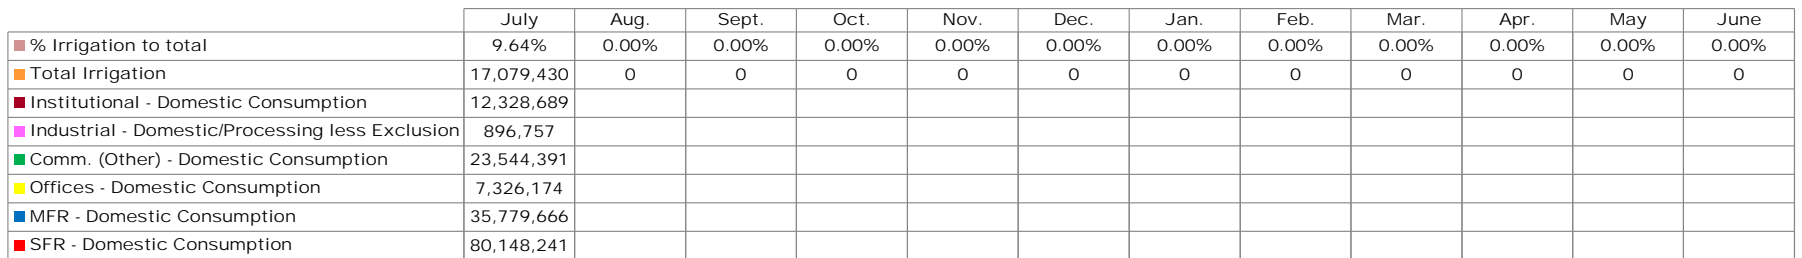 July Aug. Sept. Oct. Nov. Dec. Jan. Feb. Mar. Apr. May June
% Irrigation to total 9.64% 0.00% 0.00% 0.00% 0.00% 0.00% 0.00% 0.00% 0.00% 0.00% 0.00% 0.00%
Total Irrigation 17,079,430 0 0 0 0 0 0 0 0 0 0 0
Institutional - Domestic Consumption 12,328,689
Industrial - Domestic/Processing less Exclusion 896,757
Comm. (Other) - Domestic Consumption 23,544,391
Offices - Domestic Consumption 7,326,174
MFR - Domestic Consumption 35,779,666
SFR - Domestic Consumption 80,148,241